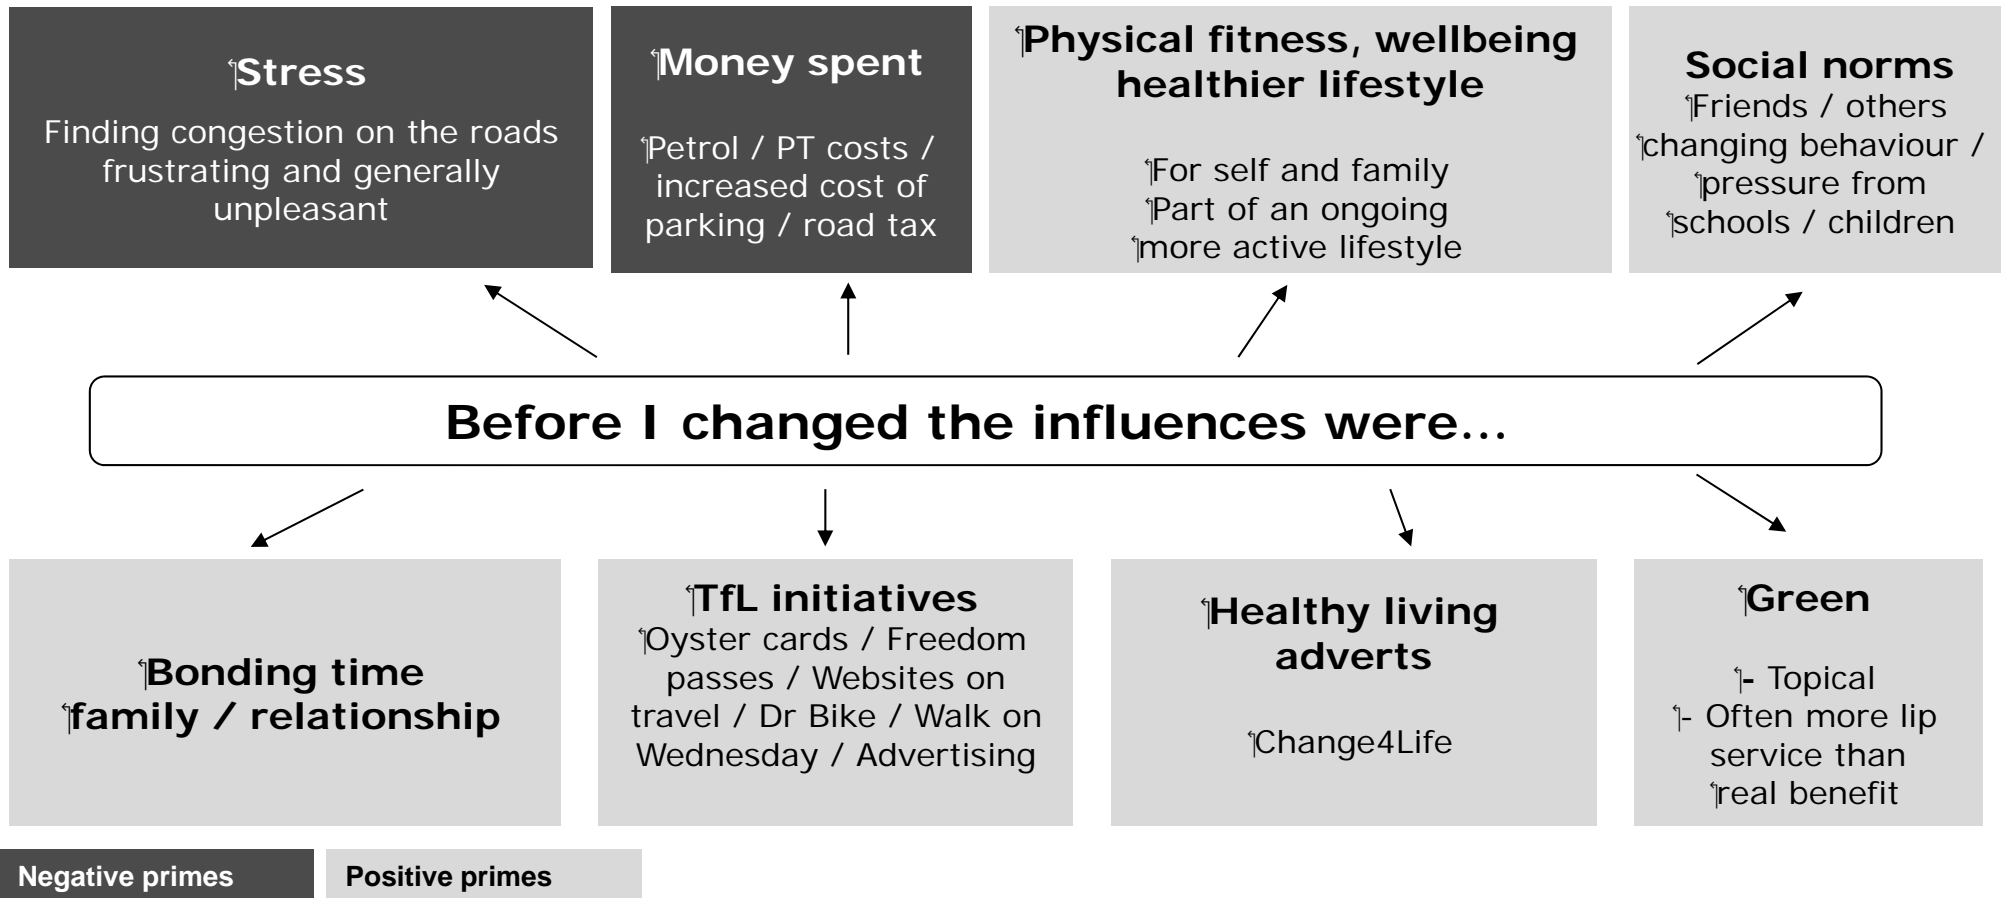 Stress
Finding congestion on the roads
frustrating and generally
unpleasant
Money spent
Petrol / PT costs /
increased cost of
parking / road tax
Physical fitness, wellbeing
healthier lifestyle
For self and family
Part of an ongoing
more active lifestyle
Social norms
Friends / others
changing behaviour /
pressure from
schools / children
Before I changed the influences were...
Bonding time
family / relationship
TfL initiatives
Oyster cards / Freedom
passes / Websites on
travel / Dr Bike / Walk on
Wednesday / Advertising
Healthy living
adverts
Change4Life
Green
- Topical
- Often more lip
service than
real benefit
Negative primes
Positive primes